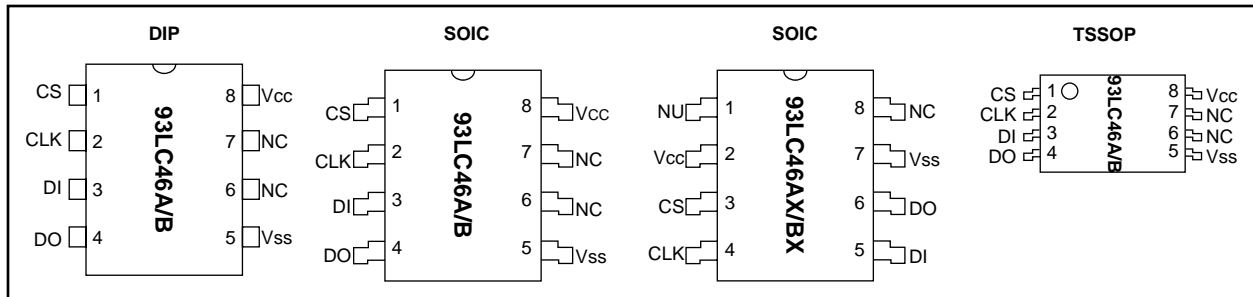 DIP
CS 1 8 Vcc
CLK 2 7 NC
DI 3 6 NC
DO 4 5 Vss
93LC46A/B
SOIC
CS 1 8 Vcc
CLK 2 7 NC
DI 3 6 NC
DO 4 5 Vss
93LC46A/B
SOIC
NU 1 8 NC
Vcc 2 7 Vss
CS 3 6 DO
CLK 4 5 DI
93LC46AX/BX
TSSOP
CS 1 8 Vcc
CLK 2 7 NC
DI 3 6 NC
DO 4 5 Vss
93LC46A/B